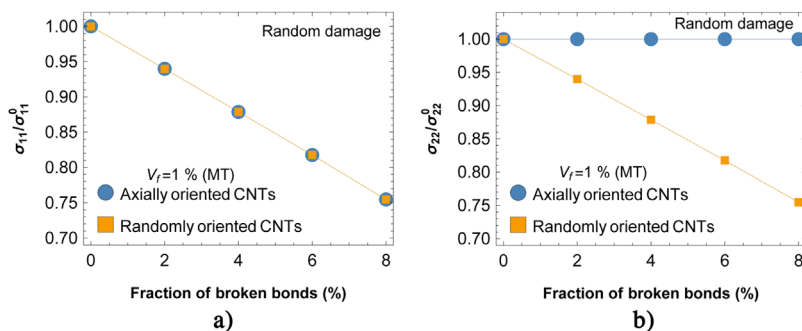 Random damage
1.00
0.95
0.90
0.85
0.80
0.75
0.70
σ11/σ⁰11
Vf=1 % (MT)
Axially oriented CNTs
Randomly oriented CNTs
0 2 4 6 8
Fraction of broken bonds (%)
a)
Random damage
1.00
0.95
0.90
0.85
0.80
0.75
0.70
σ22/σ⁰22
Vf=1 % (MT)
Axially oriented CNTs
Randomly oriented CNTs
0 2 4 6 8
Fraction of broken bonds (%)
b)